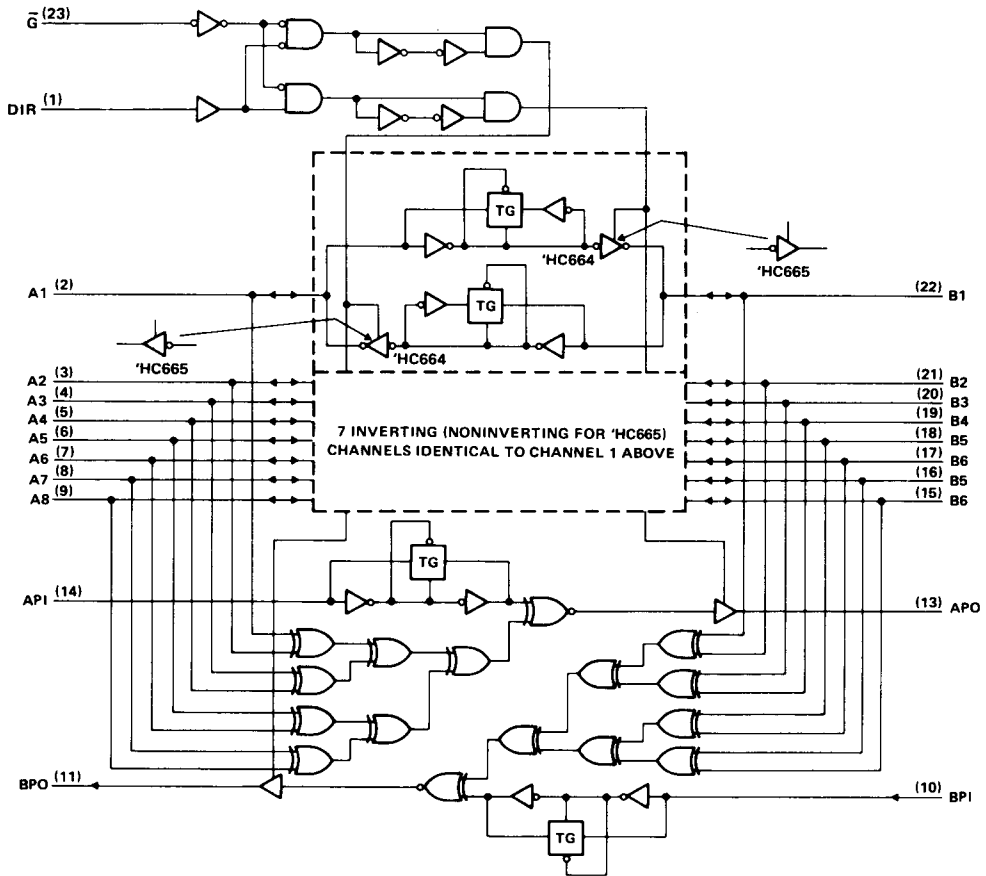 G̅ (23)
DIR (1)
TG
'HC664
'HC665
A1 (2)
(22) B1
TG
'HC665
'HC664
A2 (3)
(21) B2
A3 (4)
(20) B3
A4 (5)
(19) B4
A5 (6)
(18) B5
A6 (7)
(17) B6
A7 (8)
(16) B5
A8 (9)
(15) B6
7 INVERTING (NONINVERTING FOR 'HC665)
CHANNELS IDENTICAL TO CHANNEL 1 ABOVE
TG
API (14)
(13) APO
BPO (11)
(10) BPI
TG